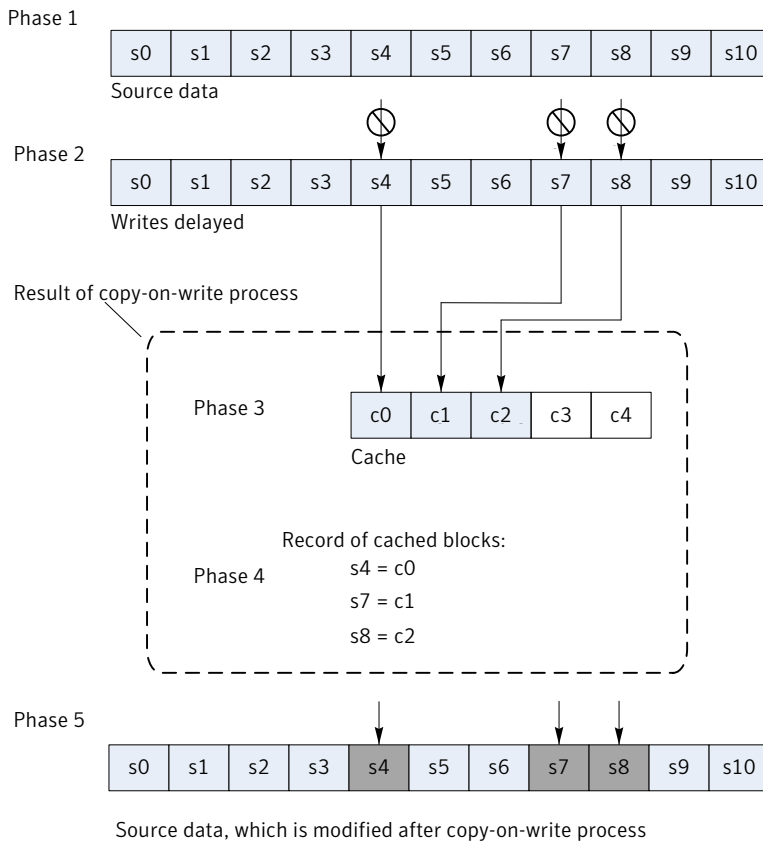 Phase 1
s0 s1 s2 s3 s4 s5 s6 s7 s8 s9 s10
Source data
Phase 2
s0 s1 s2 s3 s4 s5 s6 s7 s8 s9 s10
Writes delayed
Result of copy-on-write process
Phase 3
c0 c1 c2 c3 c4
Cache
Record of cached blocks:
Phase 4
s4 = c0
s7 = c1
s8 = c2
Phase 5
s0 s1 s2 s3 s4 s5 s6 s7 s8 s9 s10
Source data, which is modified after copy-on-write process